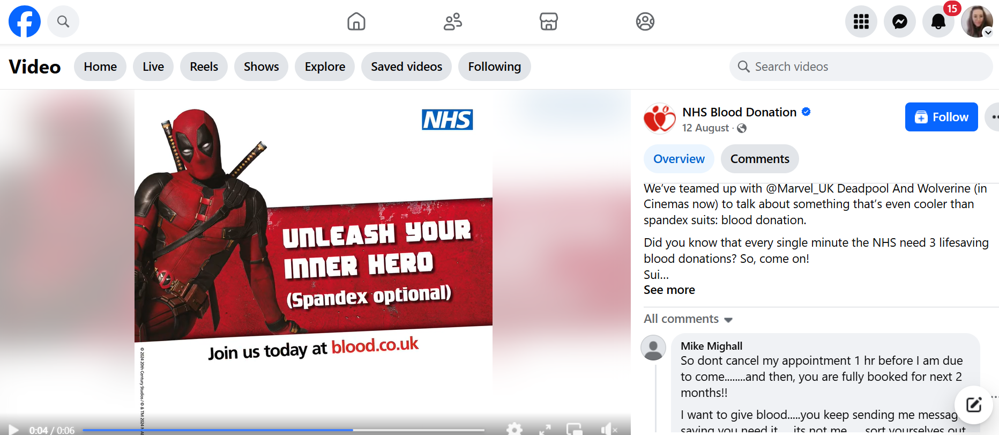 15
Video
Home
Live
Reels
Shows
Explore
Saved videos
Following
Search videos
NHS
UNLEASH YOUR
INNER HERO
(Spandex optional)
Join us today at blood.co.uk
© 2024 20th Century Studios / © & TM 2024
0:04 / 0:06
NHS Blood Donation
12 August ·
Follow
Overview
Comments
We’ve teamed up with @Marvel_UK Deadpool And Wolverine (in
Cinemas now) to talk about something that’s even cooler than
spandex suits: blood donation.
Did you know that every single minute the NHS need 3 lifesaving
blood donations? So, come on!
Sui...
See more
All comments
Mike Mighall
So dont cancel my appointment 1 hr before I am due
to come........and then, you are fully booked for next 2
months!!
I want to give blood.....you keep sending me messag
saying you need it.....its not me.......sort yourselves out